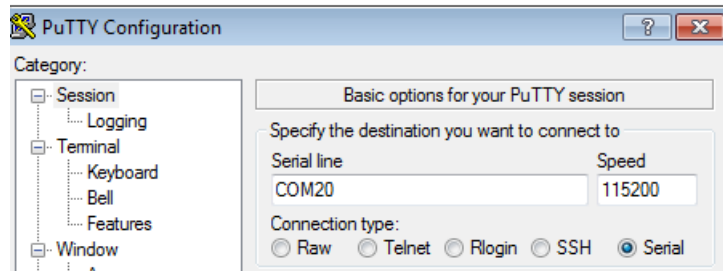 PuTTY Configuration
Category:
Session
Logging
Terminal
Keyboard
Bell
Features
Window
Basic options for your PuTTY session
Specify the destination you want to connect to
Serial line Speed
COM20 115200
Connection type:
Raw Telnet Rlogin SSH Serial